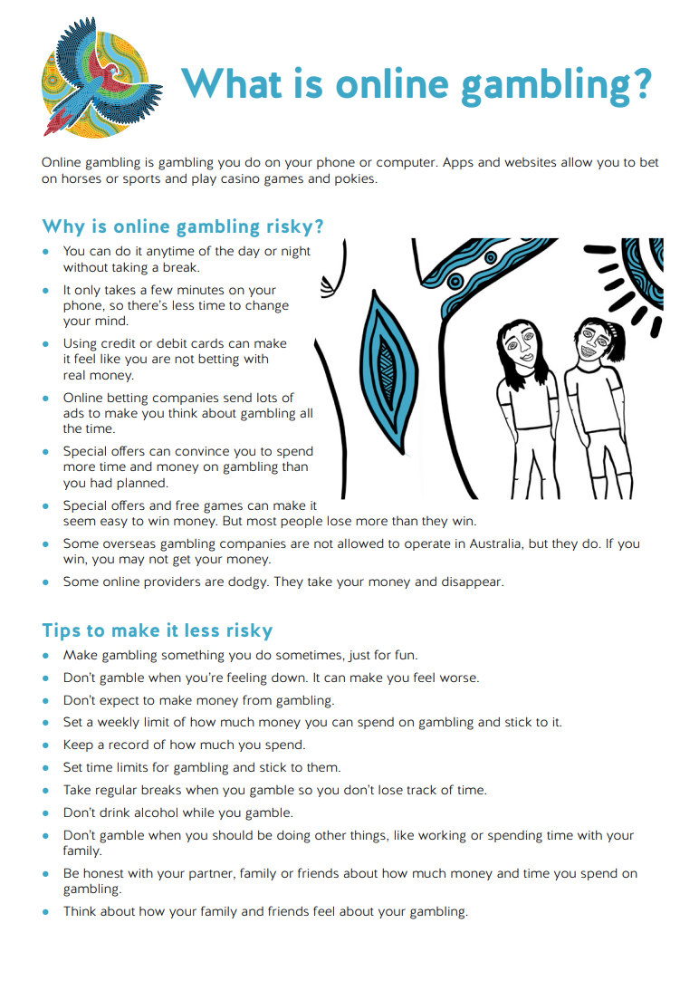 What is online gambling?
Online gambling is gambling you do on your phone or computer. Apps and websites allow you to bet
on horses or sports and play casino games and pokies.
Why is online gambling risky?
• You can do it anytime of the day or night
without taking a break.
• It only takes a few minutes on your
phone, so there's less time to change
your mind.
• Using credit or debit cards can make
it feel like you are not betting with
real money.
• Online betting companies send lots of
ads to make you think about gambling all
the time.
• Special offers can convince you to spend
more time and money on gambling than
you had planned.
• Special offers and free games can make it
seem easy to win money. But most people lose more than they win.
• Some overseas gambling companies are not allowed to operate in Australia, but they do. If you
win, you may not get your money.
• Some online providers are dodgy. They take your money and disappear.
Tips to make it less risky
• Make gambling something you do sometimes, just for fun.
• Don't gamble when you're feeling down. It can make you feel worse.
• Don't expect to make money from gambling.
• Set a weekly limit of how much money you can spend on gambling and stick to it.
• Keep a record of how much you spend.
• Set time limits for gambling and stick to them.
• Take regular breaks when you gamble so you don't lose track of time.
• Don't drink alcohol while you gamble.
• Don't gamble when you should be doing other things, like working or spending time with your
family.
• Be honest with your partner, family or friends about how much money and time you spend on
gambling.
• Think about how your family and friends feel about your gambling.